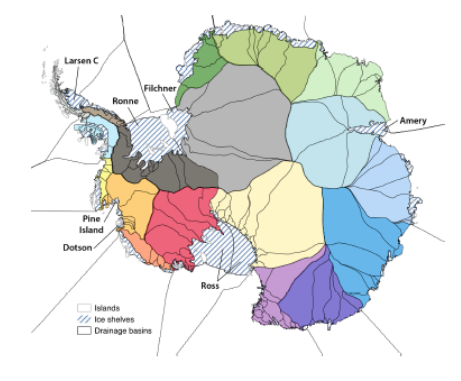 Larsen C
Filchner
Ronne
Amery
Pine
Island
Dotson
Ross
Islands
Ice shelves
Drainage basins